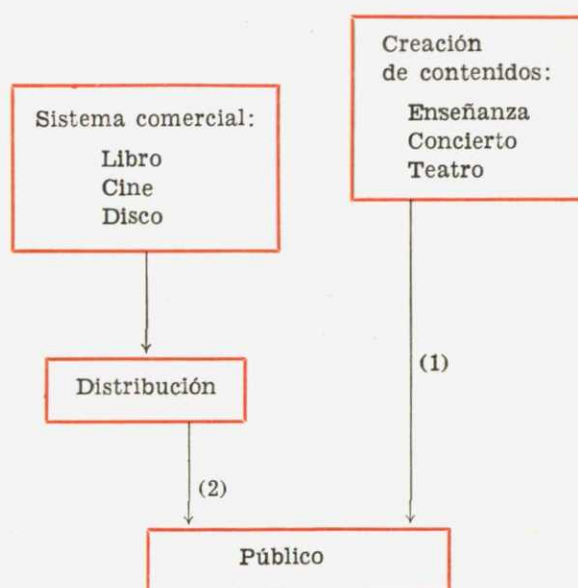 Sistema comercial:
Libro
Cine
Disco
Creación
de contenidos:
Enseñanza
Concierto
Teatro
(1)
Distribución
(2)
Público